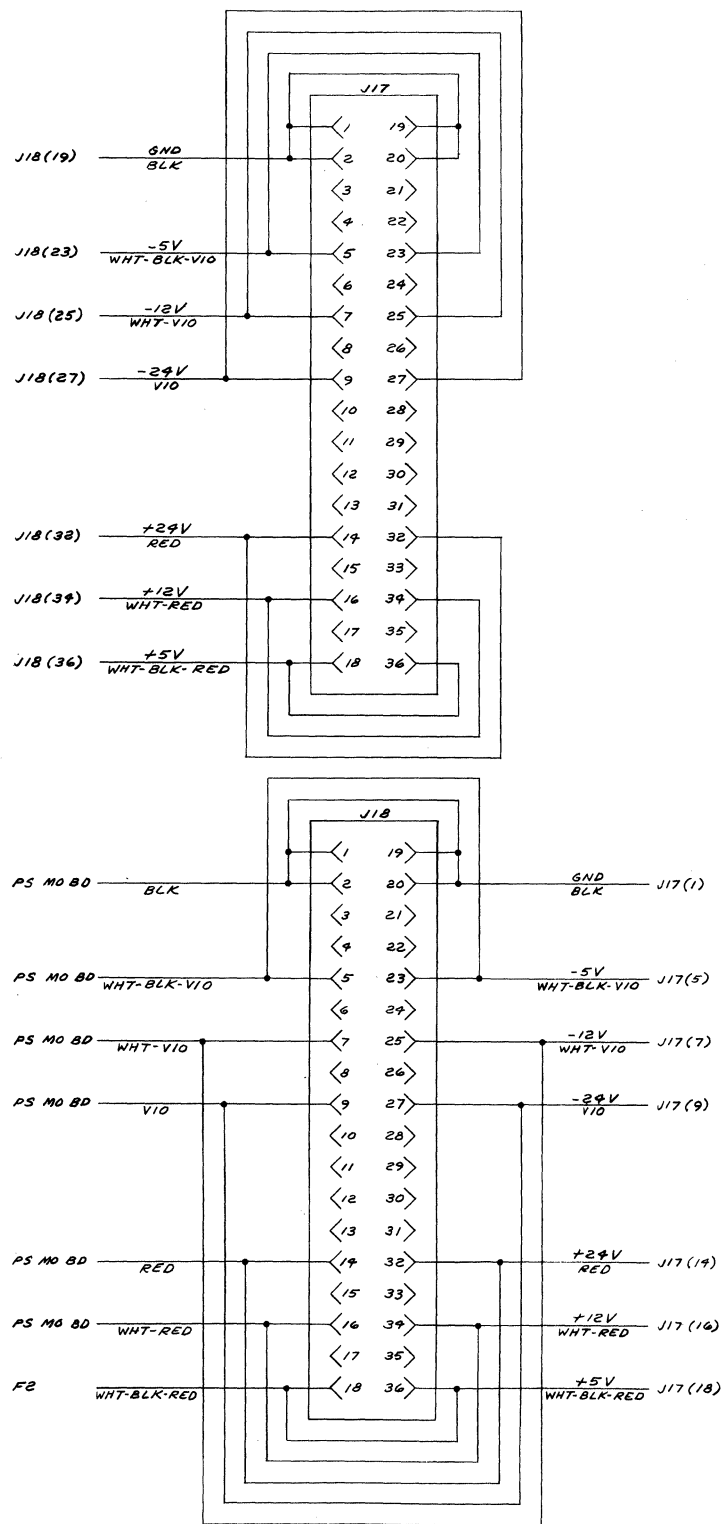 J17
1 19
J18(19) GND 2 20
BLK
3 21
4 22
J18(23) -5V 5 23
WHT-BLK-VIO
6 24
J18(25) -12V 7 25
WHT-VIO
8 26
J18(27) -24V 9 27
VIO
10 28
11 29
12 30
13 31
J18(32) +24V 14 32
RED
15 33
J18(34) +12V 16 34
WHT-RED
17 35
J18(36) +5V 18 36
WHT-BLK-RED
J18
1 19
PS MO BD BLK 2 20 GND J17(1)
BLK
3 21
4 22
PS MO BD WHT-BLK-VIO 5 23 -5V J17(5)
WHT-BLK-VIO
6 24
PS MO BD WHT-VIO 7 25 -12V J17(7)
WHT-VIO
8 26
PS MO BD VIO 9 27 -24V J17(9)
VIO
10 28
11 29
12 30
13 31
PS MO BD RED 14 32 +24V J17(14)
RED
15 33
PS MO BD WHT-RED 16 34 +12V J17(16)
WHT-RED
17 35
F2 WHT-BLK-RED 18 36 +5V J17(18)
WHT-BLK-RED